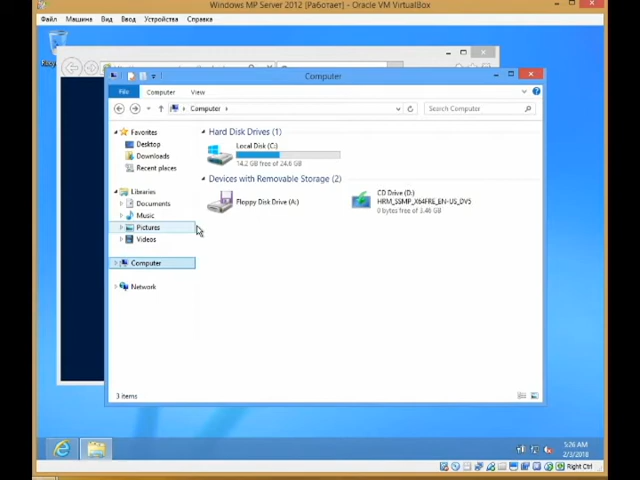 Windows MP Server 2012 [Работает] - Oracle VM VirtualBox
Файл Машина Вид Ввод Устройства Справка
Computer
File Computer View
Computer
Search Computer
Favorites
Desktop
Downloads
Recent places
Libraries
Documents
Music
Pictures
Videos
Computer
Network
Hard Disk Drives (1)
Local Disk (C:)
14.2 GB free of 24.6 GB
Devices with Removable Storage (2)
Floppy Disk Drive (A:)
CD Drive (D:)
HRM_SSMP_X64FRE_EN-US_DV5
0 bytes free of 3.46 GB
3 items
5:26 AM
2/3/2018
Right Ctrl